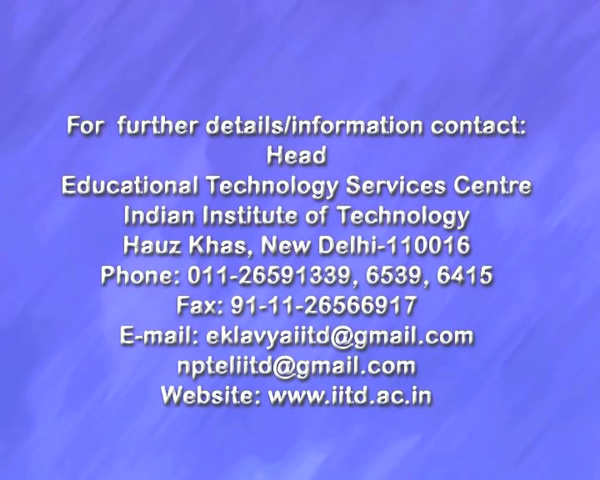 For further details/information contact:
Head
Educational Technology Services Centre
Indian Institute of Technology
Hauz Khas, New Delhi-110016
Phone: 011-26591339, 6539, 6415
Fax: 91-11-26566917
E-mail: eklavyaiitd@gmail.com
npteliitd@gmail.com
Website: www.iitd.ac.in